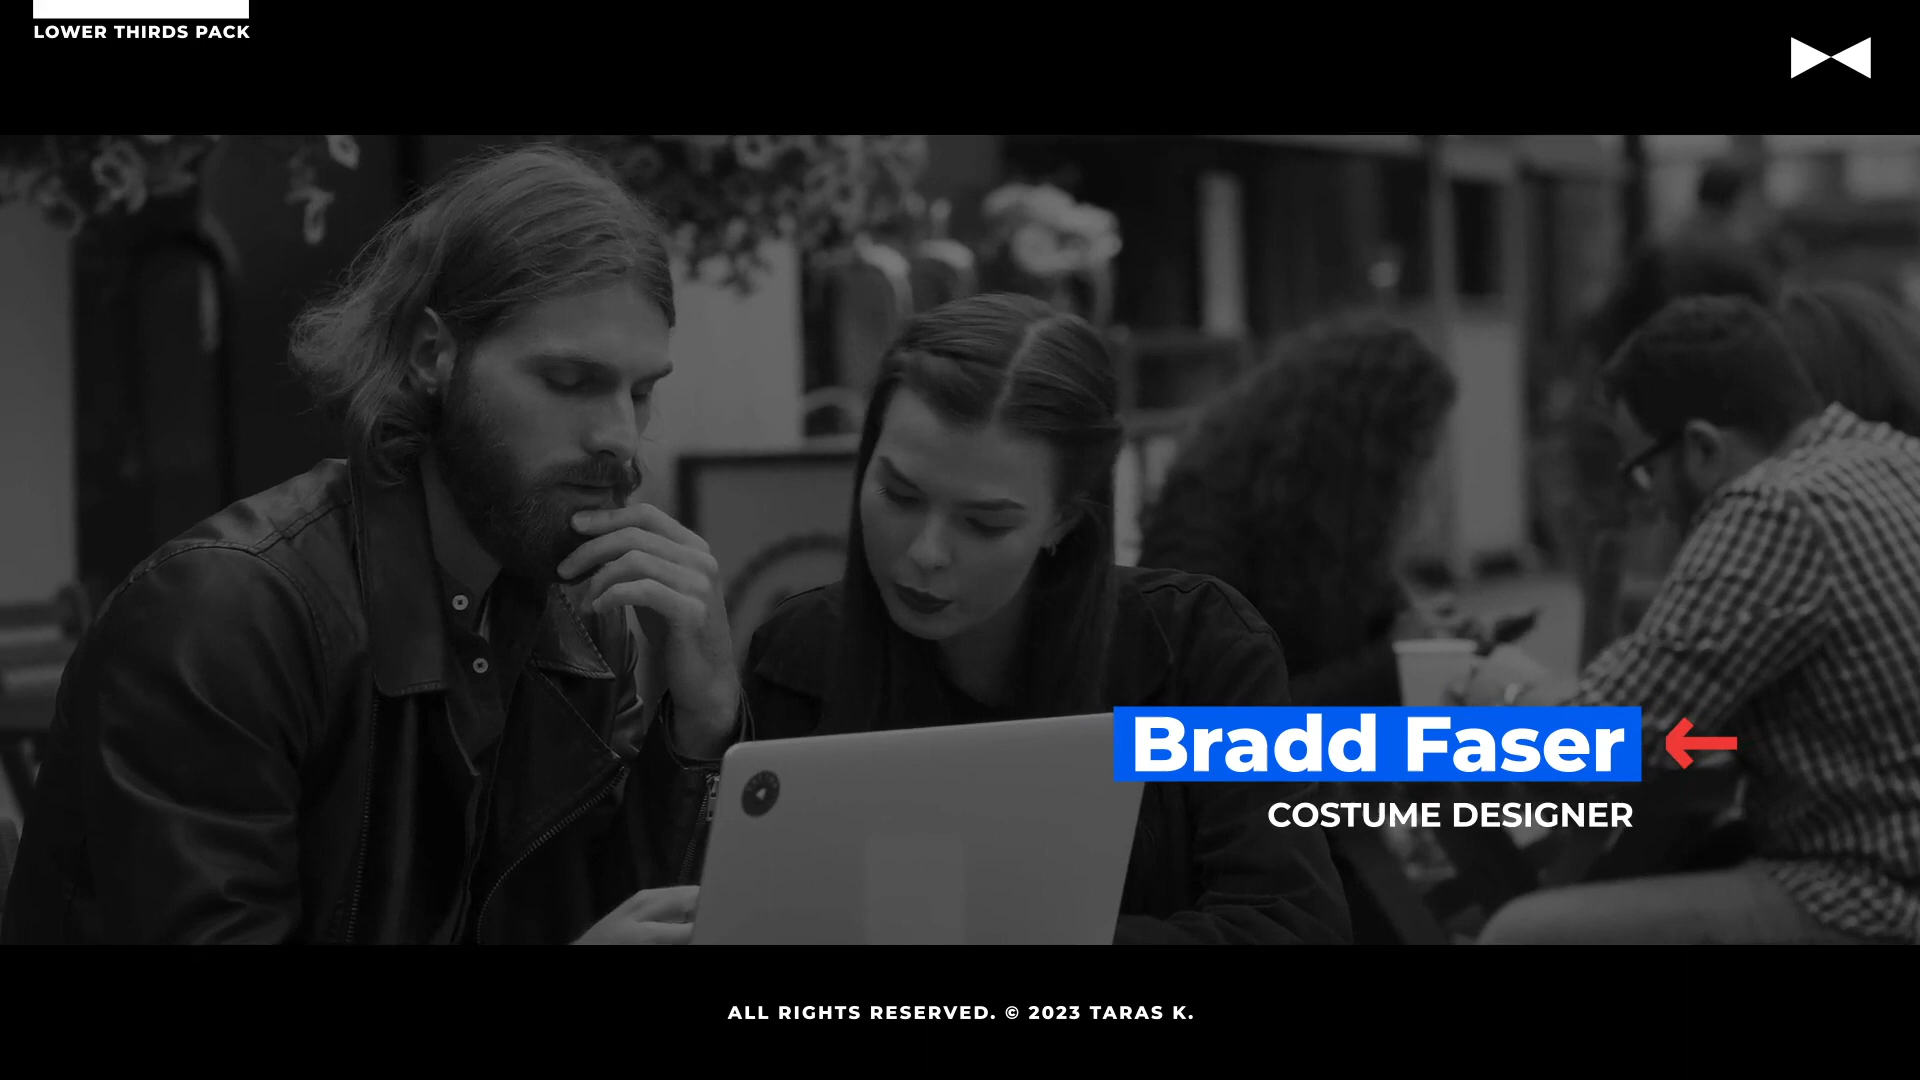 LOWER THIRDS PACK
Bradd Faser
COSTUME DESIGNER
ALL RIGHTS RESERVED. © 2023 TARAS K.